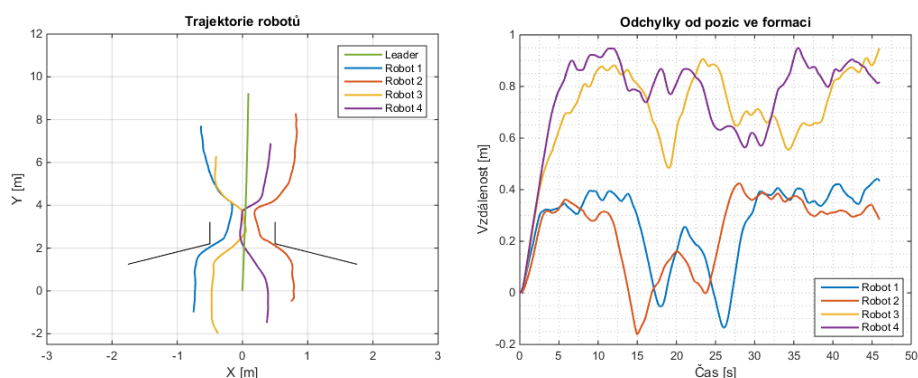 Trajektorie robotů
12
10
8
6
4
2
0
-2
Y [m]
-3
-2
-1
0
1
2
3
X [m]
Leader
Robot 1
Robot 2
Robot 3
Robot 4
Odchylky od pozic ve formaci
1
0.8
0.6
0.4
0.2
0
-0.2
Vzdálenost [m]
0
5
10
15
20
25
30
35
40
45
50
Čas [s]
Robot 1
Robot 2
Robot 3
Robot 4